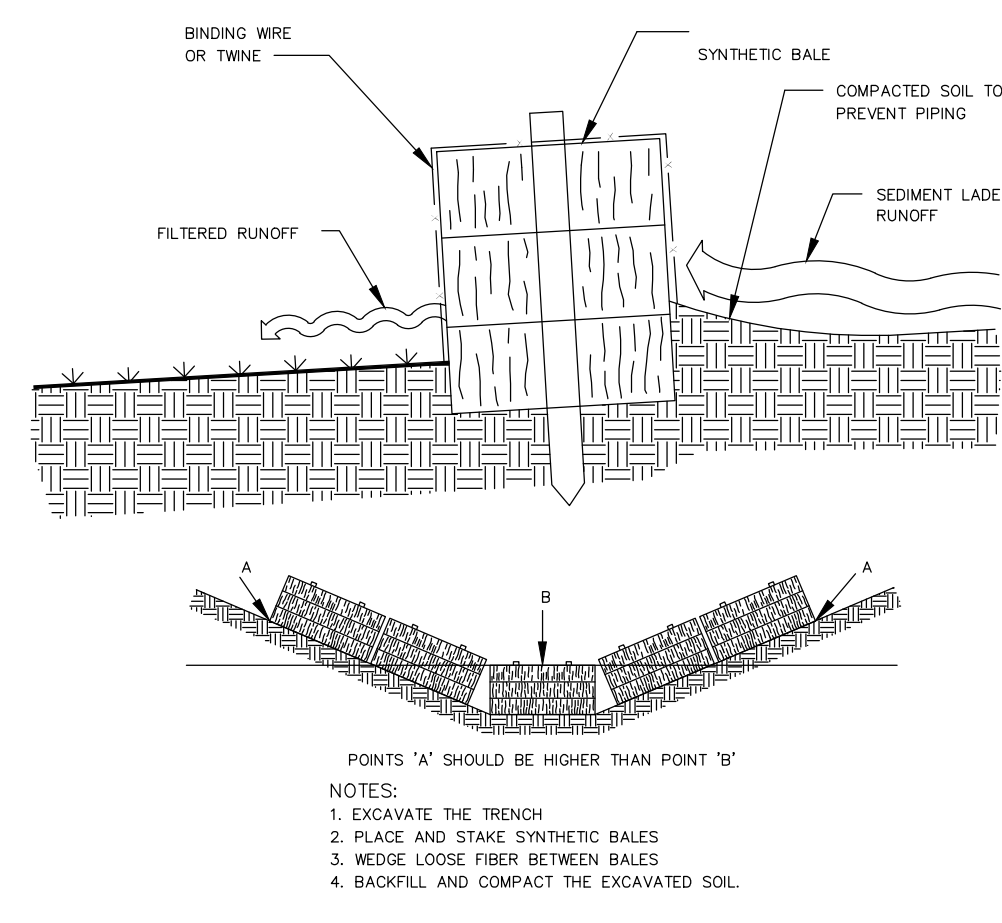 BINDING WIRE
OR TWINE
SYNTHETIC BALE
COMPACTED SOIL TO
PREVENT PIPING
SEDIMENT LADE
RUNOFF
FILTERED RUNOFF
A
B
A
POINTS 'A' SHOULD BE HIGHER THAN POINT 'B'
NOTES:
1. EXCAVATE THE TRENCH
2. PLACE AND STAKE SYNTHETIC BALES
3. WEDGE LOOSE FIBER BETWEEN BALES
4. BACKFILL AND COMPACT THE EXCAVATED SOIL.